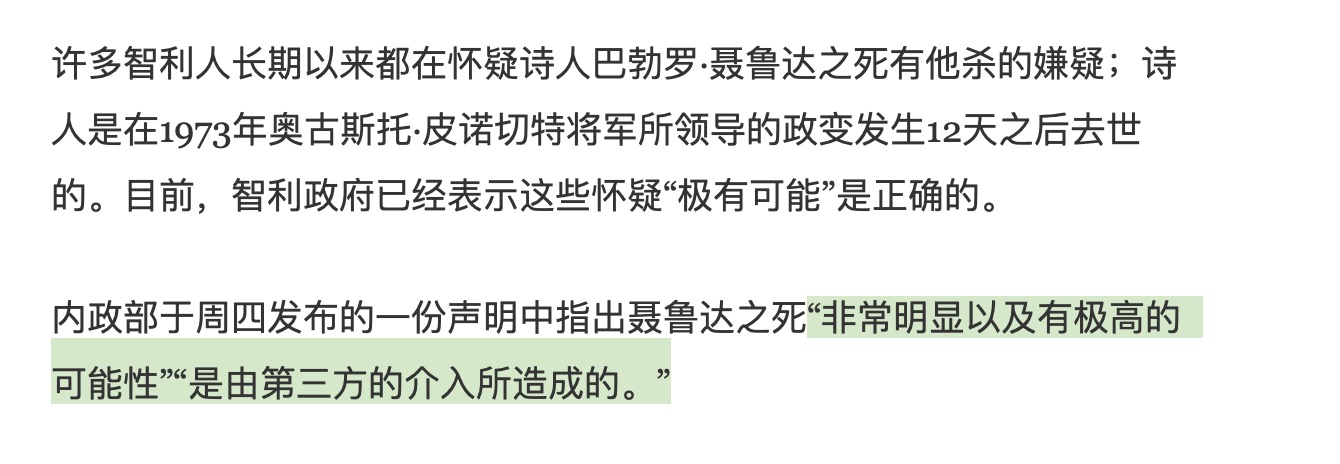 许多智利人长期以来都在怀疑诗人巴勃罗·聂鲁达之死有他杀的嫌疑；诗
人是在1973年奥古斯托·皮诺切特将军所领导的政变发生12天之后去世
的。目前，智利政府已经表示这些怀疑“极有可能”是正确的。
内政部于周四发布的一份声明中指出聂鲁达之死“非常明显以及有极高的
可能性”“是由第三方的介入所造成的。”